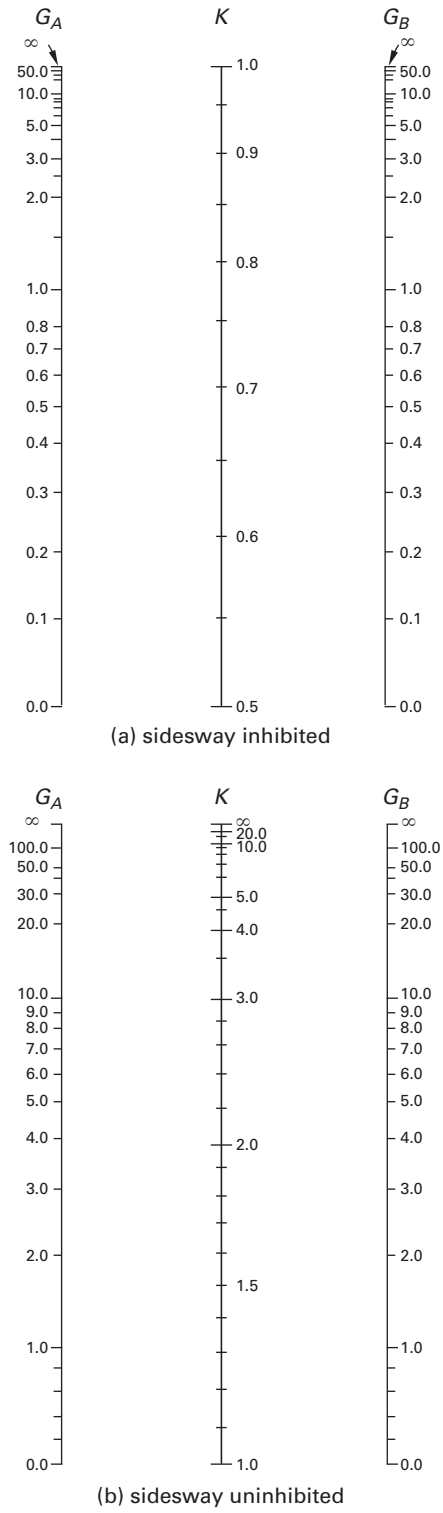 G_A K G_B
∞ ∞
50.0 1.0 50.0
10.0 10.0
5.0 5.0
3.0 0.9 3.0
2.0 2.0
0.8
1.0 1.0
0.8 0.8
0.7 0.7
0.6 0.7 0.6
0.5 0.5
0.4 0.4
0.3 0.3
0.2 0.6 0.2
0.1 0.1
0.0 0.5 0.0
(a) sidesway inhibited
G_A K G_B
∞ ∞ ∞
20.0
100.0 10.0 100.0
50.0 50.0
30.0 5.0 30.0
20.0 4.0 20.0
10.0 3.0 10.0
9.0 9.0
8.0 8.0
7.0 7.0
6.0 6.0
5.0 5.0
4.0 2.0 4.0
3.0 3.0
2.0 2.0
1.5
1.0 1.0
0.0 1.0 0.0
(b) sidesway uninhibited